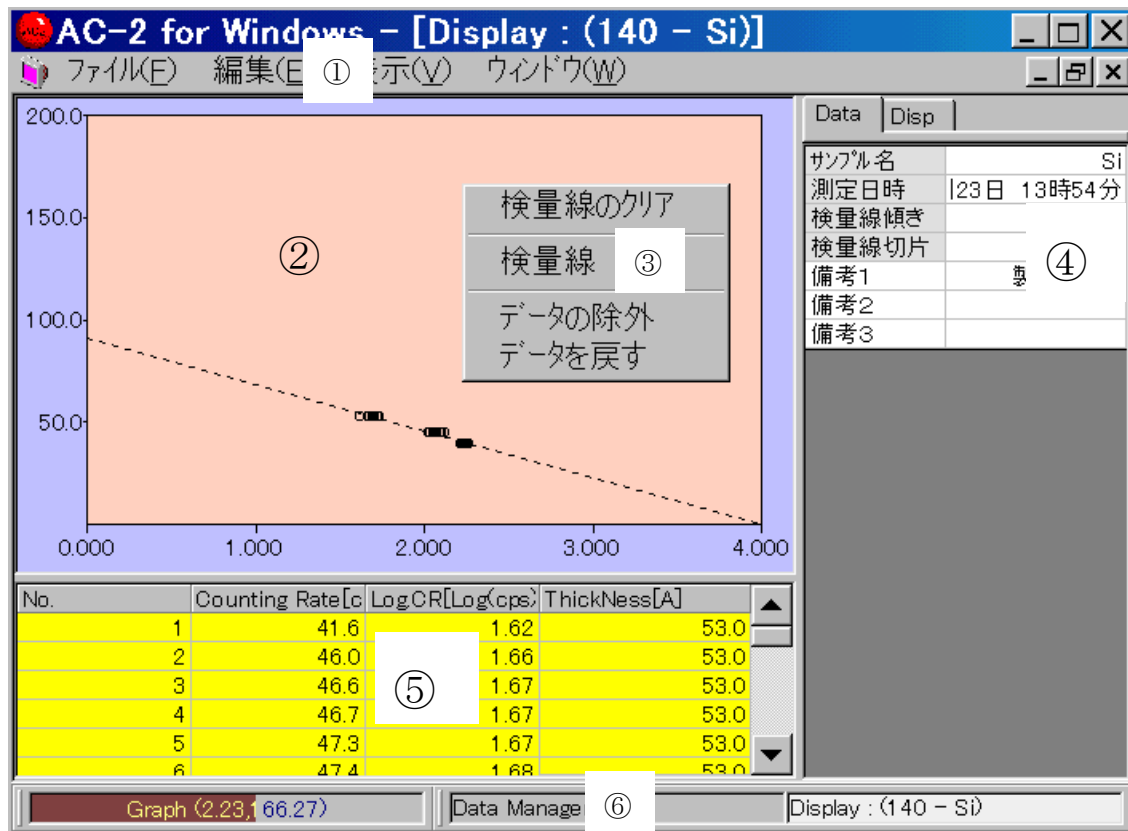 AC-2 for Windows - [Display : (140 - Si)]
ファイル(F) 編集(E ① 表示(V) ウィンドウ(W)
200.0
150.0
100.0
50.0
0.000 1.000 2.000 3.000 4.000
②
検量線のクリア
検量線 ③
データの除外
データを戻す
Data Disp
サンプル名 Si
測定日時 23日 13時54分
検量線傾き
検量線切片
④
備考1 製
備考2
備考3
No. Counting Rate[c LogCR[Log(cps) ThickNess[A]
1 41.6 1.62 53.0
2 46.0 1.66 53.0
3 46.6 1.67 53.0
4 46.7 1.67 53.0
5 47.3 1.67 53.0
6 47.4 1.68 53.0
⑤
Graph (2.23,166.27) Data Manage ⑥ Display : (140 - Si)